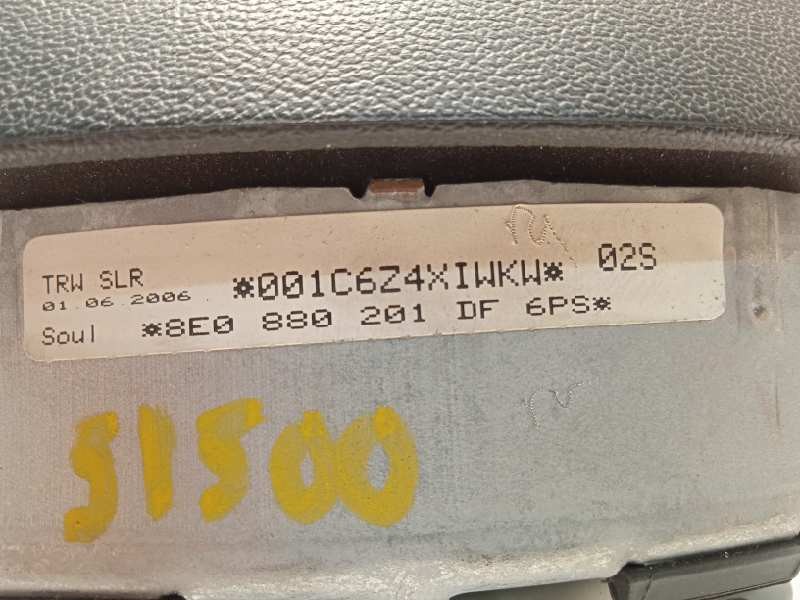 TRW SLR *001C6Z4XIWKW* 02S
01.06.2006
Soul *8E0 880 201 DF 6PS*
51500